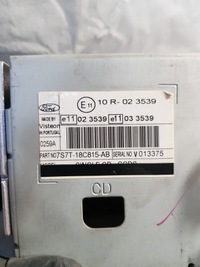 Ford
E11 10 R- 02 3539
MADE BY
Visteon
IN PORTUGAL
e11 02 3539 e11 03 3539
0259A
PART NO 7S7T-18C815-AB SERIAL NO V 013375
CD